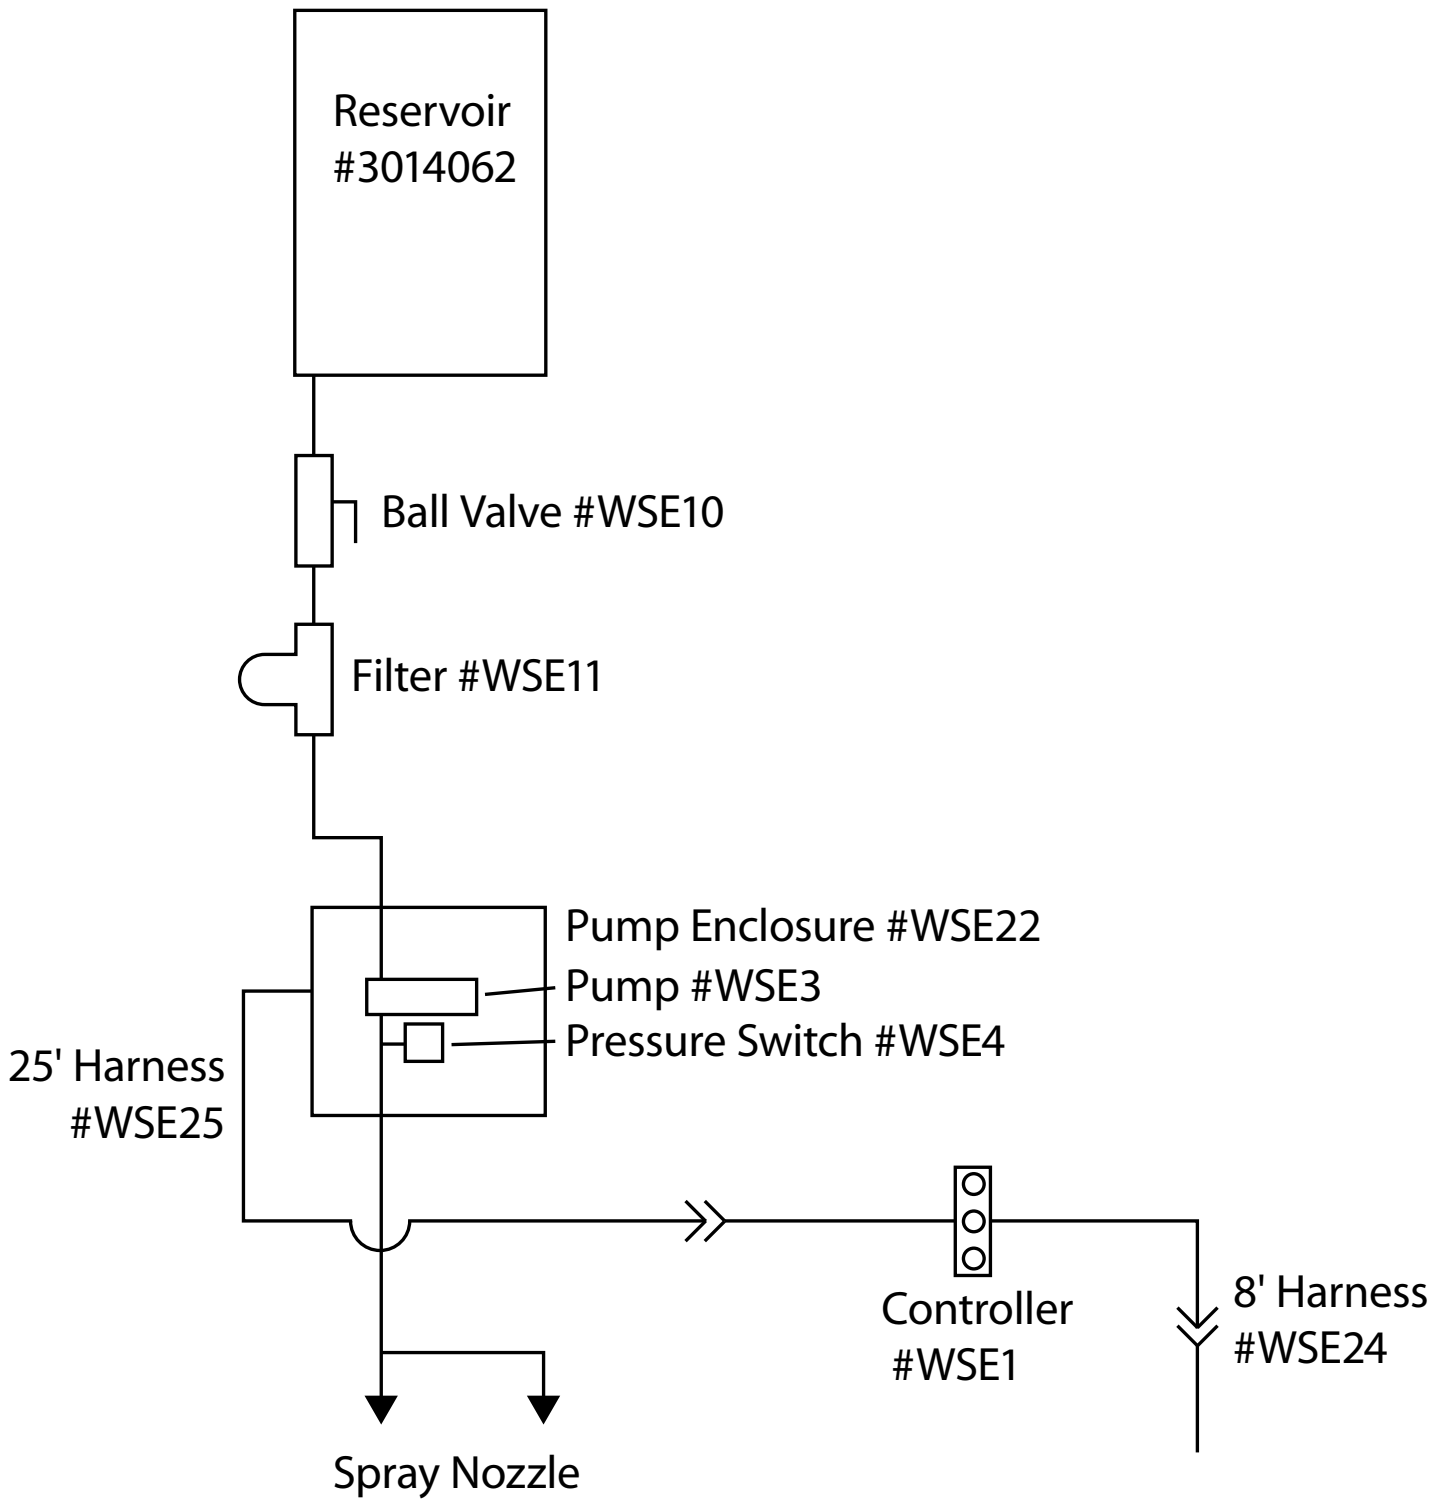 Reservoir
#3014062
Ball Valve #WSE10
Filter #WSE11
Pump Enclosure #WSE22
Pump #WSE3
Pressure Switch #WSE4
25' Harness
#WSE25
Controller
#WSE1
8' Harness
#WSE24
Spray Nozzle